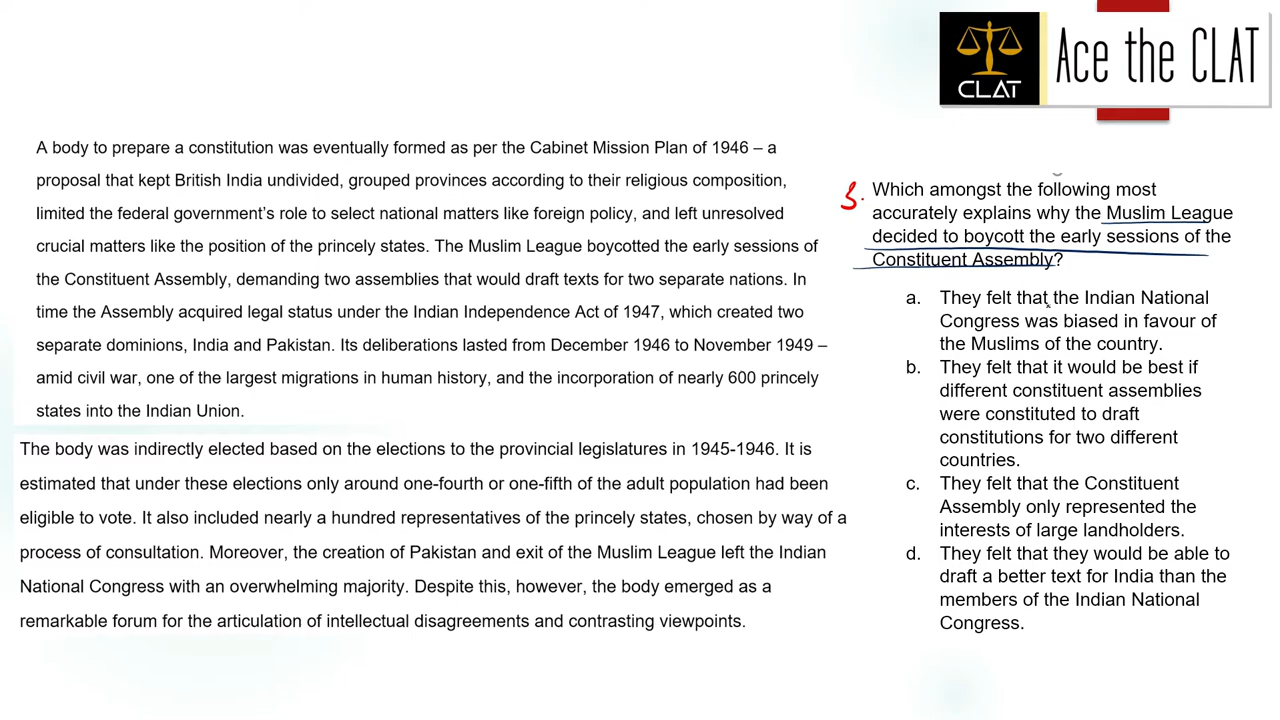 CLAT
Ace the CLAT
A body to prepare a constitution was eventually formed as per the Cabinet Mission Plan of 1946 – a
proposal that kept British India undivided, grouped provinces according to their religious composition,
limited the federal government's role to select national matters like foreign policy, and left unresolved
crucial matters like the position of the princely states. The Muslim League boycotted the early sessions of
the Constituent Assembly, demanding two assemblies that would draft texts for two separate nations. In
time the Assembly acquired legal status under the Indian Independence Act of 1947, which created two
separate dominions, India and Pakistan. Its deliberations lasted from December 1946 to November 1949 –
amid civil war, one of the largest migrations in human history, and the incorporation of nearly 600 princely
states into the Indian Union.
The body was indirectly elected based on the elections to the provincial legislatures in 1945-1946. It is
estimated that under these elections only around one-fourth or one-fifth of the adult population had been
eligible to vote. It also included nearly a hundred representatives of the princely states, chosen by way of a
process of consultation. Moreover, the creation of Pakistan and exit of the Muslim League left the Indian
National Congress with an overwhelming majority. Despite this, however, the body emerged as a
remarkable forum for the articulation of intellectual disagreements and contrasting viewpoints.
3. Which amongst the following most
accurately explains why the Muslim League
decided to boycott the early sessions of the
Constituent Assembly?
a. They felt that the Indian National
Congress was biased in favour of
the Muslims of the country.
b. They felt that it would be best if
different constituent assemblies
were constituted to draft
constitutions for two different
countries.
c. They felt that the Constituent
Assembly only represented the
interests of large landholders.
d. They felt that they would be able to
draft a better text for India than the
members of the Indian National
Congress.